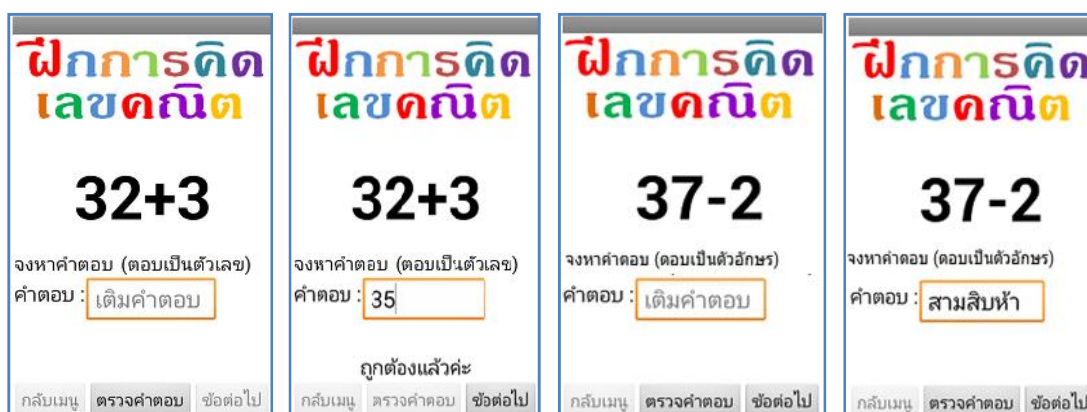 ฝึกการคิด
เลขคณิต
32+3
จงหาคำตอบ (ตอบเป็นตัวเลข)
คำตอบ : เติมคำตอบ
กลับเมนู ตรวจคำตอบ ข้อต่อไป
ฝึกการคิด
เลขคณิต
32+3
จงหาคำตอบ (ตอบเป็นตัวเลข)
คำตอบ : 35
ถูกต้องแล้วค่ะ
กลับเมนู ตรวจคำตอบ ข้อต่อไป
ฝึกการคิด
เลขคณิต
37-2
จงหาคำตอบ (ตอบเป็นตัวอักษร)
คำตอบ : เติมคำตอบ
กลับเมนู ตรวจคำตอบ ข้อต่อไป
ฝึกการคิด
เลขคณิต
37-2
จงหาคำตอบ (ตอบเป็นตัวอักษร)
คำตอบ : สามสิบห้า
กลับเมนู ตรวจคำตอบ ข้อต่อไป